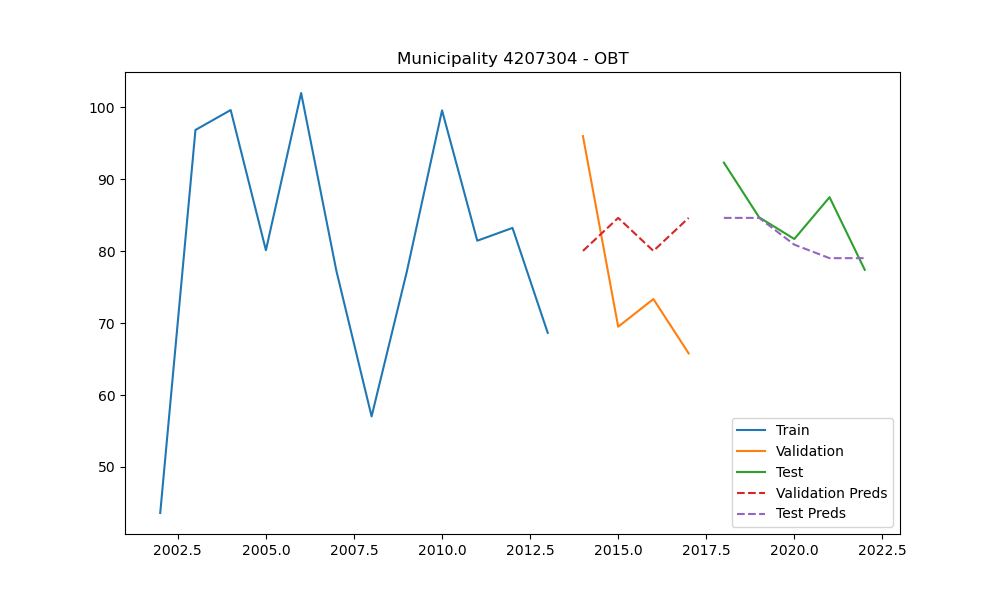 Municipality 4207304 - OBT
100
90
80
70
60
50
2002.5 2005.0 2007.5 2010.0 2012.5 2015.0 2017.5 2020.0 2022.5
Train
Validation
Test
Validation Preds
Test Preds